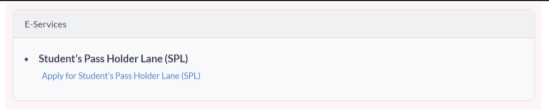 E-Services
• Student's Pass Holder Lane (SPL)
Apply for Student's Pass Holder Lane (SPL)